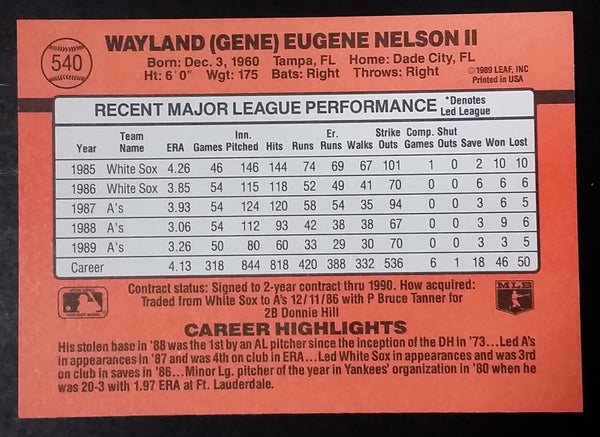 540
WAYLAND (GENE) EUGENE NELSON II
Born: Dec. 3, 1960 Tampa, FL Home: Dade City, FL
Ht: 6'0" Wgt: 175 Bats: Right Throws: Right
©1989 LEAF, INC
Printed in USA
RECENT MAJOR LEAGUE PERFORMANCE *Denotes Led League
Year Team Name ERA Games Inn. Pitched Hits Runs Er. Runs Walks Strike Outs Comp. Games Shut Outs Save Won Lost
1985 White Sox 4.26 46 146 144 74 69 67 101 1 0 2 10 10
1986 White Sox 3.85 54 115 118 52 49 41 70 0 0 6 6 6
1987 A's 3.93 54 124 120 58 54 35 94 0 0 3 6 5
1988 A's 3.06 54 112 93 42 38 38 67 0 0 3 9 6
1989 A's 3.26 50 80 60 33 29 30 70 0 0 3 3 5
Career 4.13 318 844 818 420 388 332 536 6 1 18 46 50
Contract status: Signed to 2-year contract thru 1990. How acquired:
Traded from White Sox to A's 12/11/86 with P Bruce Tanner for
2B Donnie Hill
MLB
CAREER HIGHLIGHTS
His stolen base in '88 was the 1st by an AL pitcher since the inception of the DH in '73...Led A's
in appearances in '87 and was 4th on club in ERA...Led White Sox in appearances and was 3rd
on club in saves in '86...Minor Lg. pitcher of the year in Yankees' organization in '80 when he
was 20-3 with 1.97 ERA at Ft. Lauderdale.